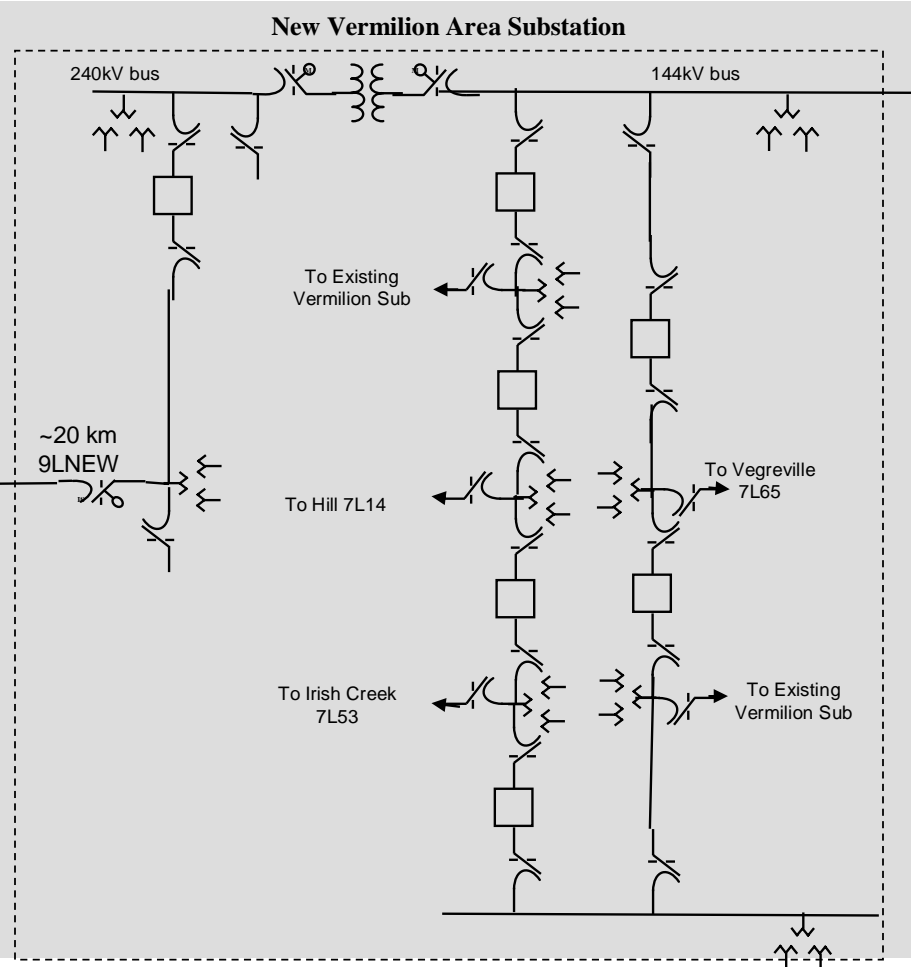 New Vermilion Area Substation
240kV bus
144kV bus
To Existing
Vermilion Sub
~20 km
9LNEW
To Hill 7L14
To Vegreville
7L65
To Irish Creek
7L53
To Existing
Vermilion Sub